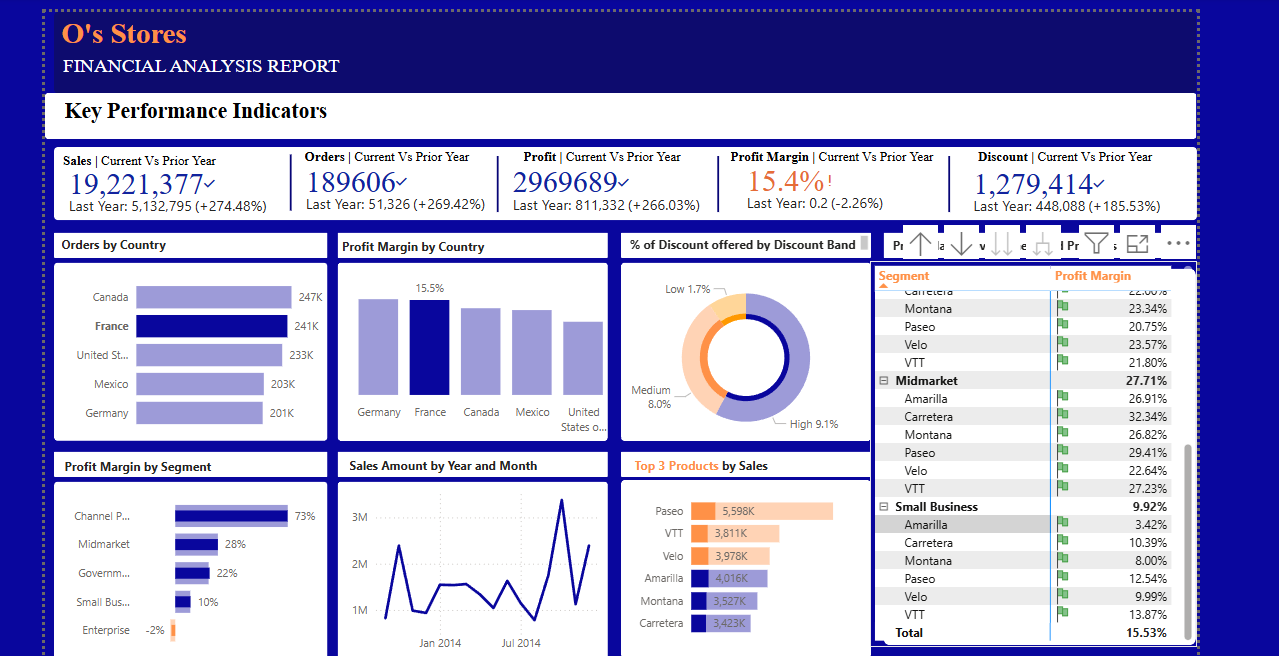 O's Stores
FINANCIAL ANALYSIS REPORT
Key Performance Indicators
Sales | Current Vs Prior Year
19,221,377✓
Last Year: 5,132,795 (+274.48%)
Orders | Current Vs Prior Year
189606✓
Last Year: 51,326 (+269.42%)
Profit | Current Vs Prior Year
2969689✓
Last Year: 811,332 (+266.03%)
Profit Margin | Current Vs Prior Year
15.4%!
Last Year: 0.2 (-2.26%)
Discount | Current Vs Prior Year
1,279,414✓
Last Year: 448,088 (+185.53%)
Orders by Country
Canada 247K
France 241K
United St... 233K
Mexico 203K
Germany 201K
Profit Margin by Country
15.5%
Germany France Canada Mexico United
States o...
% of Discount offered by Discount Band
Low 1.7%
Medium
8.0%
High 9.1%
Segment Profit Margin
Carretera
Montana 23.34%
Paseo 20.75%
Velo 23.57%
VTT 21.80%
Midmarket 27.71%
Amarilla 26.91%
Carretera 32.34%
Montana 26.82%
Paseo 29.41%
Velo 22.64%
VTT 27.23%
Small Business 9.92%
Amarilla 3.42%
Carretera 10.39%
Montana 8.00%
Paseo 12.54%
Velo 9.99%
VTT 13.87%
Total 15.53%
Profit Margin by Segment
Channel P... 73%
Midmarket 28%
Governm... 22%
Small Bus... 10%
Enterprise -2%
Sales Amount by Year and Month
3M
2M
1M
Jan 2014 Jul 2014
Top 3 Products by Sales
Paseo 5,598K
VTT 3,811K
Velo 3,978K
Amarilla 4,016K
Montana 3,527K
Carretera 3,423K